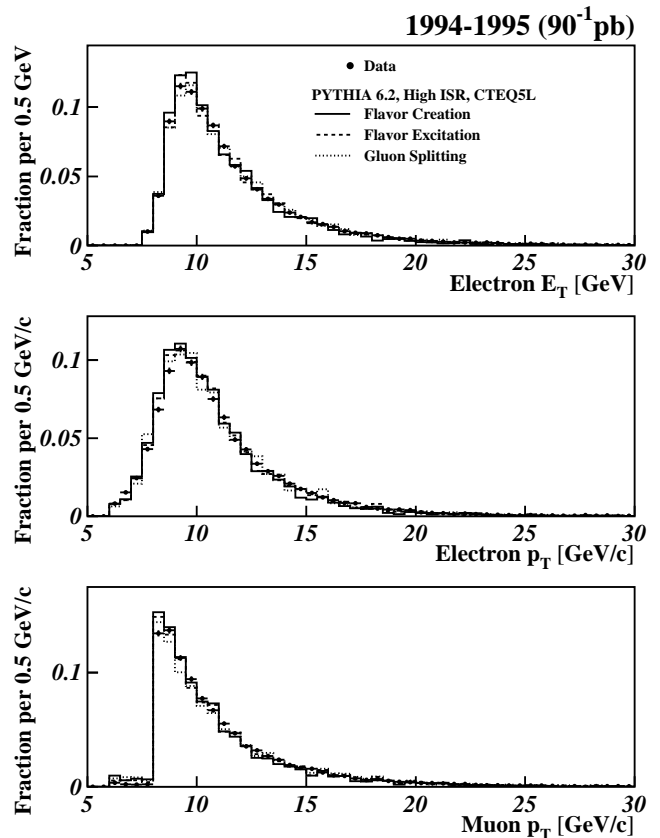 1994-1995 (90⁻¹pb)
Fraction per 0.5 GeV
0.1
0.05
0
Data
PYTHIA 6.2, High ISR, CTEQ5L
Flavor Creation
Flavor Excitation
Gluon Splitting
5 10 15 20 25 30
Electron E_T [GeV]
Fraction per 0.5 GeV/c
0.1
0.05
0
5 10 15 20 25 30
Electron p_T [GeV/c]
Fraction per 0.5 GeV/c
0.1
0
5 10 15 20 25 30
Muon p_T [GeV/c]